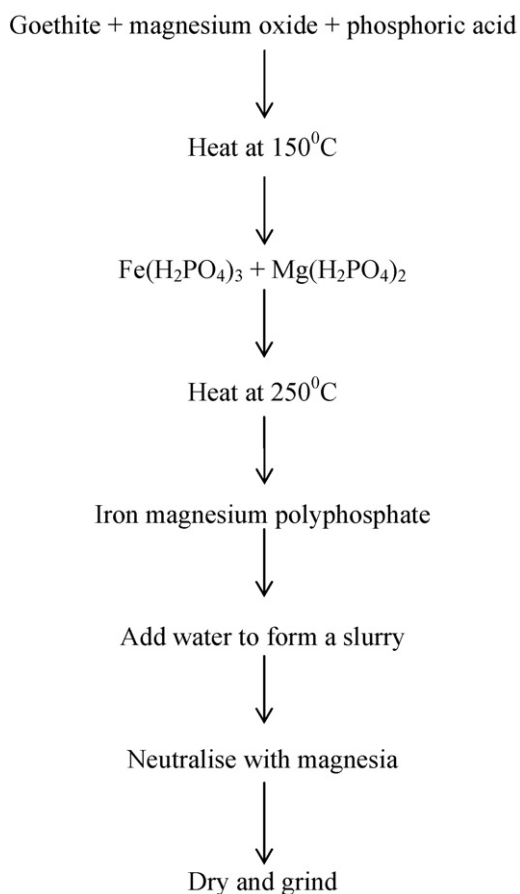 Goethite + magnesium oxide + phosphoric acid
Heat at 150⁰C
Fe(H₂PO₄)₃ + Mg(H₂PO₄)₂
Heat at 250⁰C
Iron magnesium polyphosphate
Add water to form a slurry
Neutralise with magnesia
Dry and grind